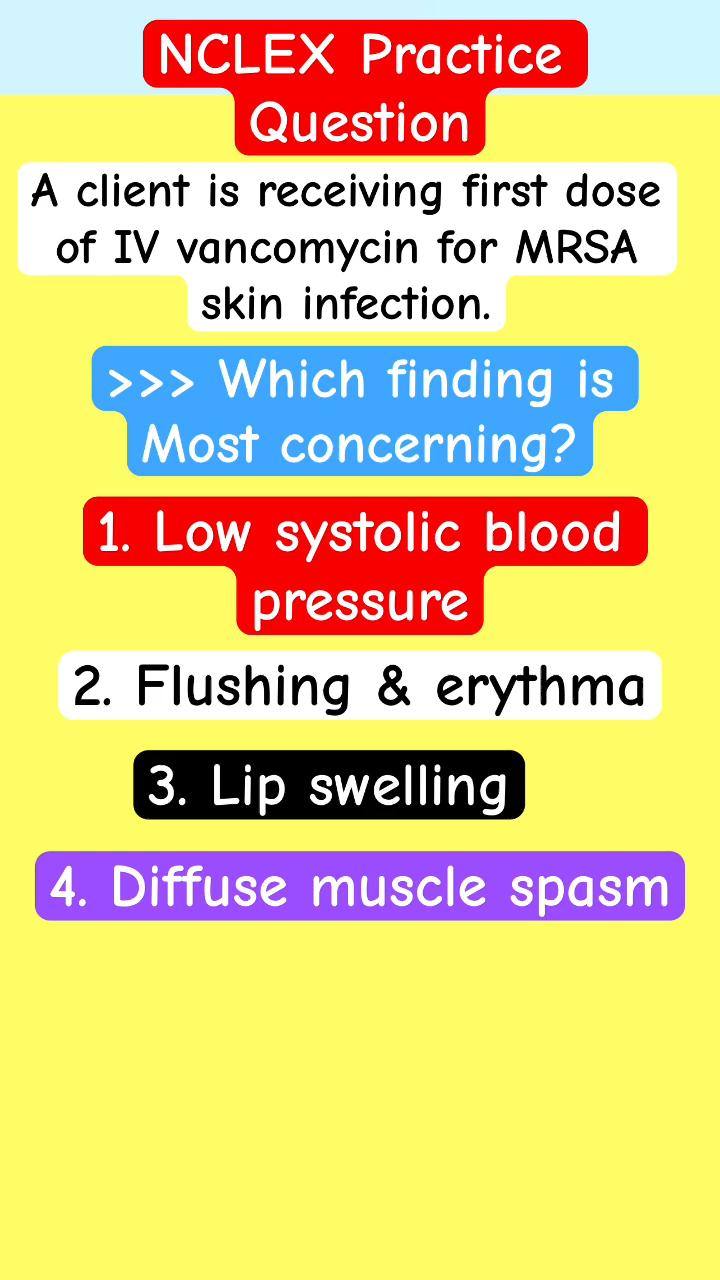 NCLEX Practice
Question
A client is receiving first dose
of IV vancomycin for MRSA
skin infection.
>>> Which finding is
Most concerning?
1. Low systolic blood
pressure
2. Flushing & erythma
3. Lip swelling
4. Diffuse muscle spasm